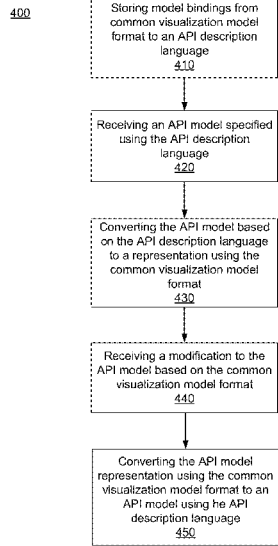 400
Storing model bindings from
common visualization model
format to an API description
language
410
Receiving an API model specified
using the API description
language
420
Converting the API model based
on the API description language
to a representation using the
common visualization model
format
430
Receiving a modification to the
API model based on the common
visualization model format
440
Converting the API model
representation using the common
visualization model format to an
API model using he API
description language
450